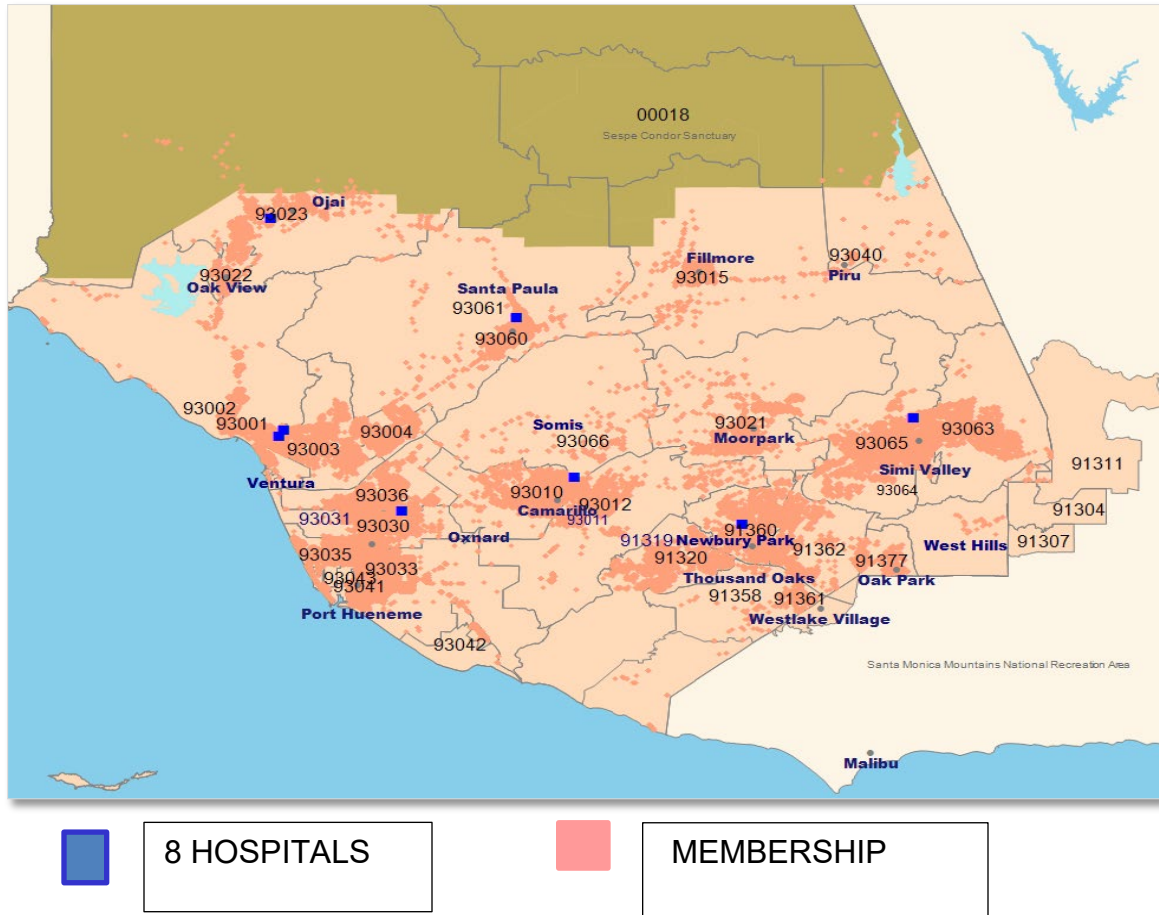 00018
Sespe Condor Sanctuary
Ojai
93023
93022
Oak View
Fillmore
93015
93040
Piru
Santa Paula
93061
93060
93002
93001
93003
93004
Ventura
Somis
93066
93021
Moorpark
93065
93063
Simi Valley
93064
91311
91304
91307
West Hills
93036
93031
93030
Oxnard
93010
93012
Camarillo
93011
91319
91320
91360
Newbury Park
91362
91377
Oak Park
Thousand Oaks
91358
91361
Westlake Village
93035
93033
93043
93041
Port Hueneme
93042
Santa Monica Mountains National Recreation Area
Malibu
8 HOSPITALS
MEMBERSHIP